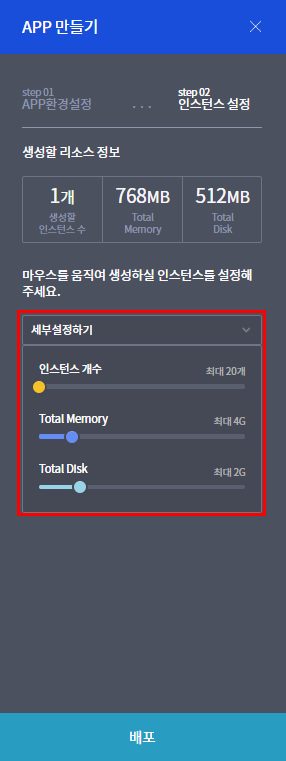 APP 만들기
step 01
APP환경설정
...
step 02
인스턴스 설정
생성할 리소스 정보
1개
생성할
인스턴스 수
768MB
Total
Memory
512MB
Total
Disk
마우스를 움직여 생성하실 인스턴스를 설정해
주세요.
세부설정하기
인스턴스 개수
최대 20개
Total Memory
최대 4G
Total DIsk
최대 2G
배포